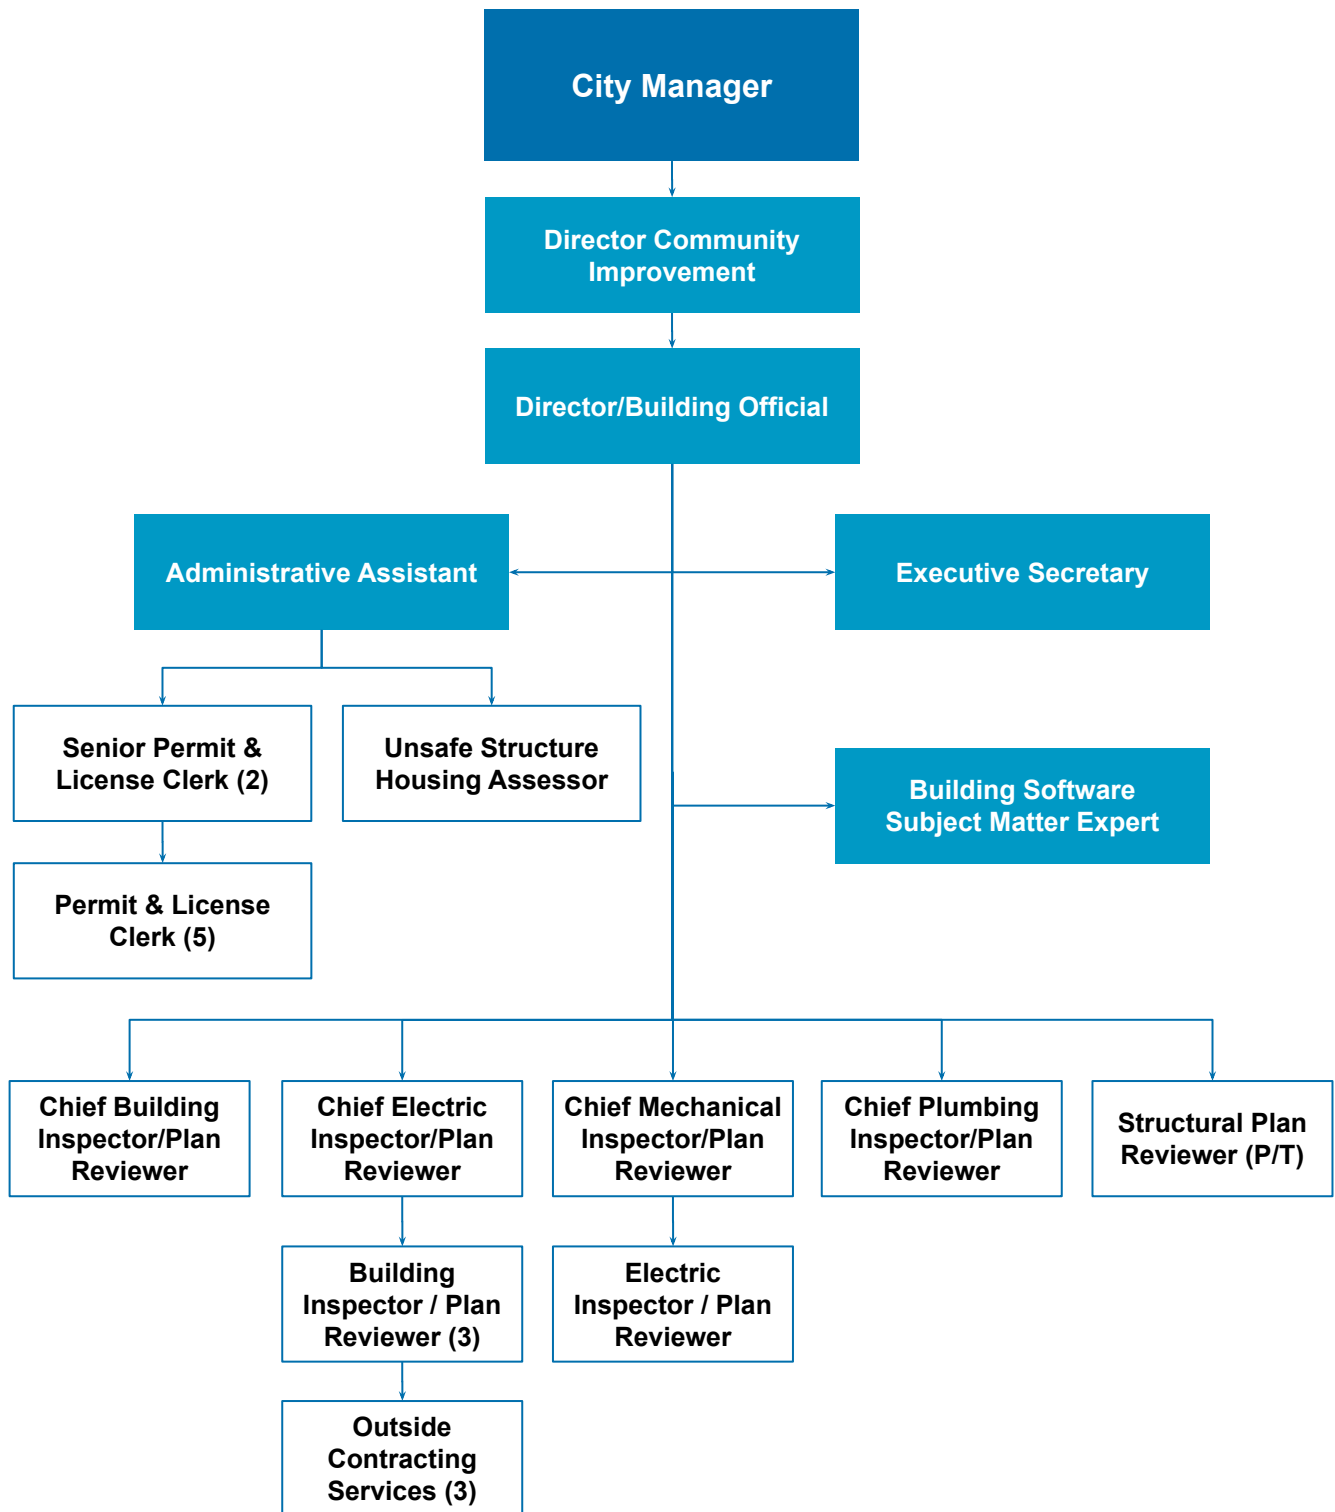 City Manager
Director Community
Improvement
Director/Building Official
Administrative Assistant
Executive Secretary
Senior Permit &
License Clerk (2)
Unsafe Structure
Housing Assessor
Building Software
Subject Matter Expert
Permit & License
Clerk (5)
Chief Building
Inspector/Plan
Reviewer
Chief Electric
Inspector/Plan
Reviewer
Chief Mechanical
Inspector/Plan
Reviewer
Chief Plumbing
Inspector/Plan
Reviewer
Structural Plan
Reviewer (P/T)
Building
Inspector / Plan
Reviewer (3)
Electric
Inspector / Plan
Reviewer
Outside
Contracting
Services (3)